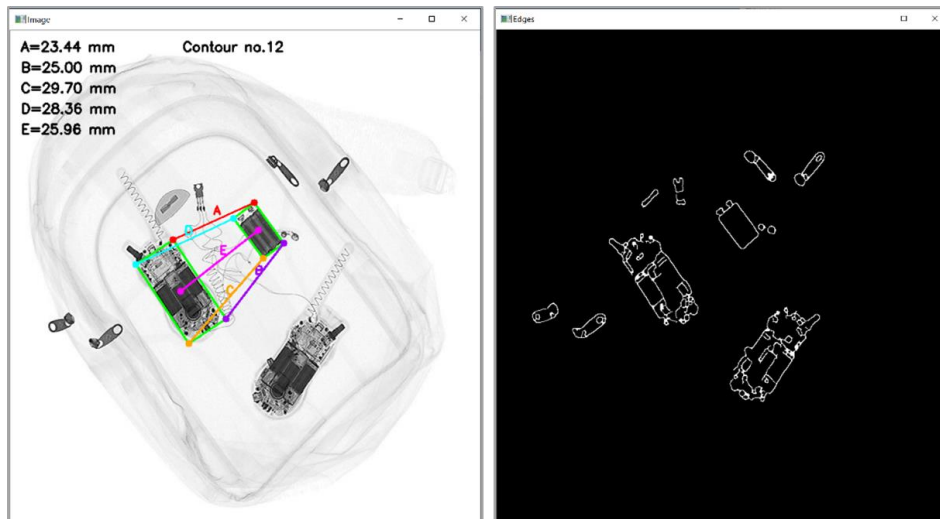 Image
A=23.44 mm
Contour no.12
B=25.00 mm
C=29.70 mm
D=28.36 mm
E=25.96 mm
A
D
E
B
C
Edges